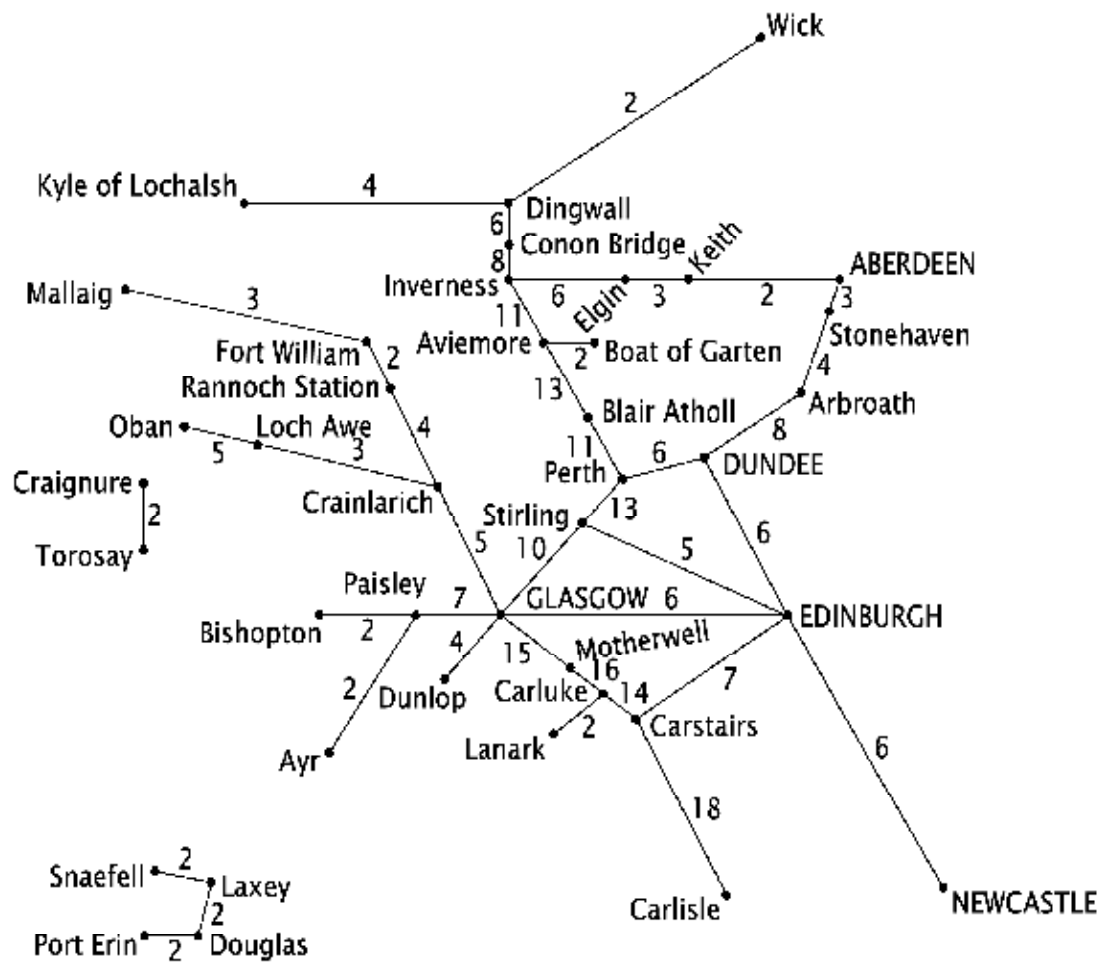 Wick
2
Kyle of Lochalsh
4
Dingwall
6
Conon Bridge
8
Keith
ABERDEEN
Mallaig
3
Inverness
6
Elgin
3
2
3
Stonehaven
11
Aviemore
2
Boat of Garten
Fort William
2
Rannoch Station
13
4
Arbroath
Blair Atholl
Oban
Loch Awe
4
8
5
3
11
Perth
6
DUNDEE
Craignure
Crainlarich
Stirling
13
2
Torosay
5
10
5
6
Paisley
7
GLASGOW
6
EDINBURGH
Bishopton
2
4
15
Motherwell
16
2
Dunlop
Carluke
14
7
Lanark
2
Carstairs
Ayr
6
18
Snaefell
2
Laxey
2
Carlisle
NEWCASTLE
Port Erin
2
Douglas